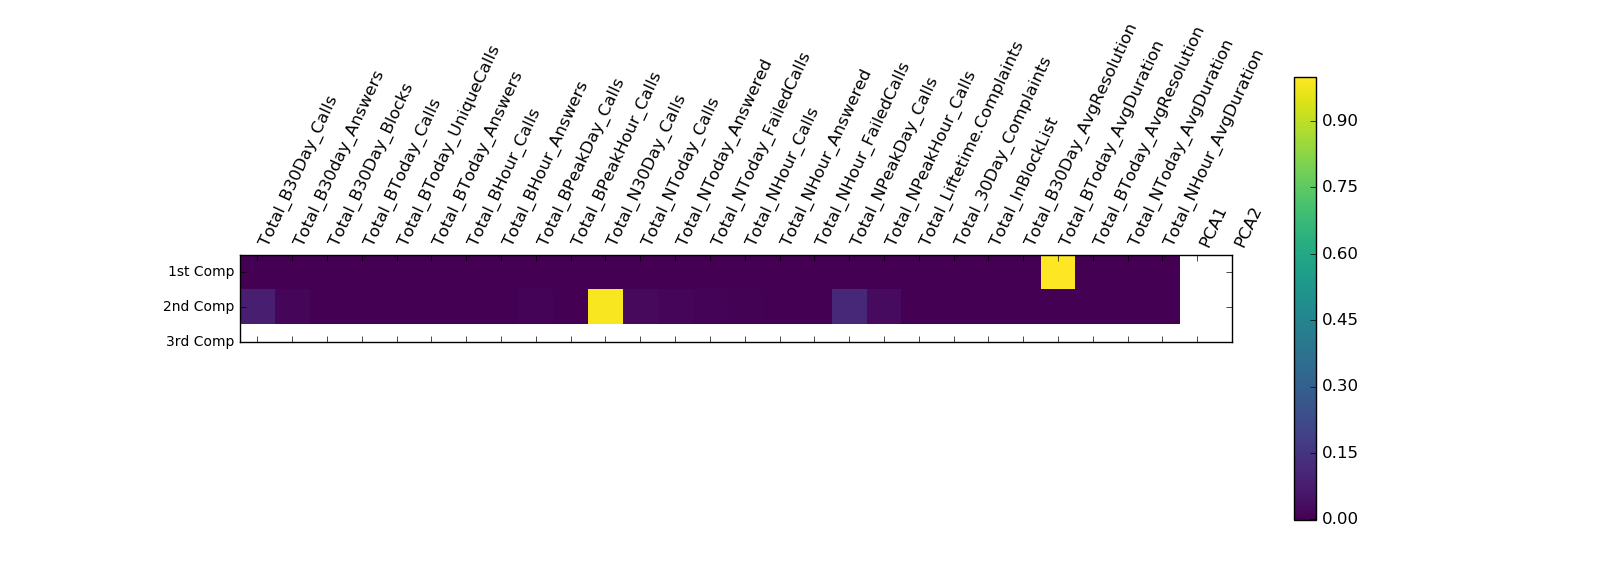 Total_B30Day_Calls
Total_B30day_Answers
Total_B30Day_Blocks
Total_BToday_Calls
Total_BToday_UniqueCalls
Total_BToday_Answers
Total_BHour_Calls
Total_BHour_Answers
Total_BPeakDay_Calls
Total_BPeakHour_Calls
Total_N30Day_Calls
Total_NToday_Calls
Total_NToday_Answered
Total_NToday_FailedCalls
Total_NHour_Calls
Total_NHour_Answered
Total_NHour_FailedCalls
Total_NPeakDay_Calls
Total_NPeakHour_Calls
Total_Liftetime.Complaints
Total_30Day_Complaints
Total_InBlockList
Total_B30Day_AvgResolution
Total_BToday_AvgDuration
Total_BToday_AvgResolution
Total_NToday_AvgDuration
Total_NHour_AvgDuration
PCA1
PCA2
1st Comp
2nd Comp
3rd Comp
0.90
0.75
0.60
0.45
0.30
0.15
0.00